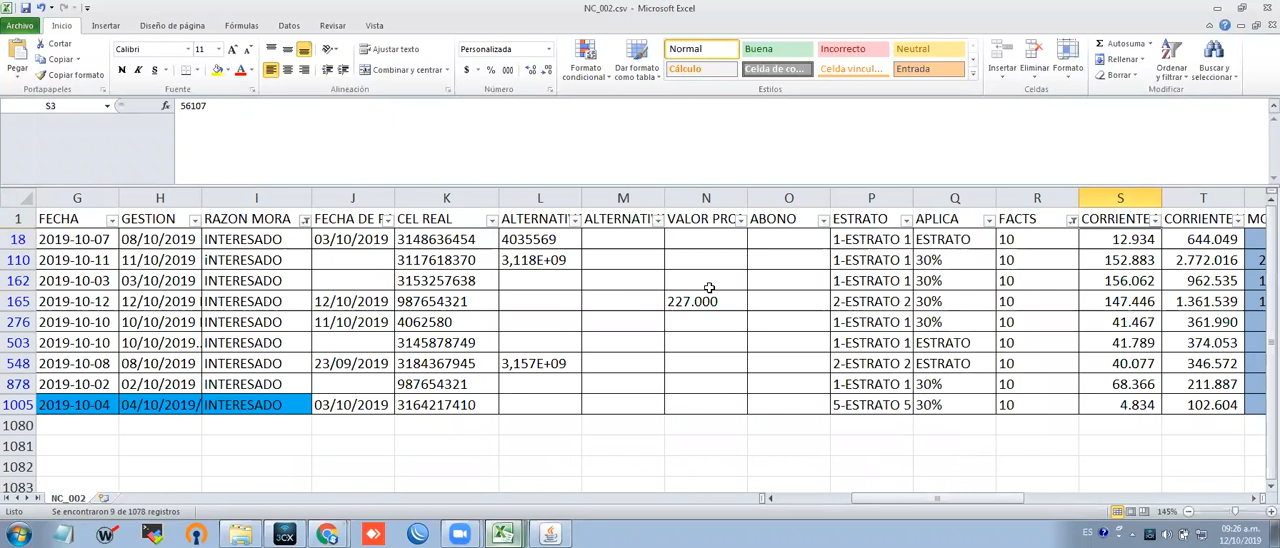 NC_002.csv - Microsoft Excel
Archivo Inicio Insertar Diseño de página Fórmulas Datos Revisar Vista
Cortar
Copiar
Copiar formato
Pegar
Portapapeles
Calibri 11
N K S
Fuente
Ajustar texto
Combinar y centrar
Alineación
Personalizada
$ % 000
Número
Formato condicional
Dar formato como tabla
Normal Buena Incorrecto Neutral
Cálculo Celda de co... Celda vincul... Entrada
Estilos
Insertar Eliminar Formato
Celdas
Autosuma
Rellenar
Borrar
Ordenar y filtrar
Buscar y seleccionar
Modificar
S3 fx 56107
G H I J K L M N O P Q R S T
1 FECHA GESTION RAZON MORA FECHA DE F CEL REAL ALTERNATI ALTERNATI VALOR PRO ABONO ESTRATO APLICA FACTS CORRIENTE CORRIENTE MO
18 2019-10-07 08/10/2019 INTERESADO 03/10/2019 3148636454 4035569 1-ESTRATO 1 ESTRATO 10 12.934 644.049
110 2019-10-11 11/10/2019 iNTERESADO 3117618370 3,118E+09 1-ESTRATO 1 30% 10 152.883 2.772.016 2
162 2019-10-03 03/10/2019 INTERESADO 3153257638 1-ESTRATO 1 30% 10 156.062 962.535 1
165 2019-10-12 12/10/2019 INTERESADO 12/10/2019 987654321 227.000 2-ESTRATO 2 30% 10 147.446 1.361.539 1
276 2019-10-10 10/10/2019 INTERESADO 11/10/2019 4062580 1-ESTRATO 1 30% 10 41.467 361.990
503 2019-10-10 10/10/2019.. INTERESADO 3145878749 1-ESTRATO 1 ESTRATO 10 41.789 374.053
548 2019-10-08 08/10/2019 INTERESADO 23/09/2019 3184367945 3,157E+09 2-ESTRATO 2 ESTRATO 10 40.077 346.572
878 2019-10-02 02/10/2019 INTERESADO 987654321 1-ESTRATO 1 30% 10 68.366 211.887
1005 2019-10-04 04/10/2019/ INTERESADO 03/10/2019 3164217410 5-ESTRATO 5 30% 10 4.834 102.604
1080
1081
1082
1083
NC_002
Listo Se encontraron 9 de 1078 registros 145%
3CX
ES 09:26 a.m.
12/10/2019